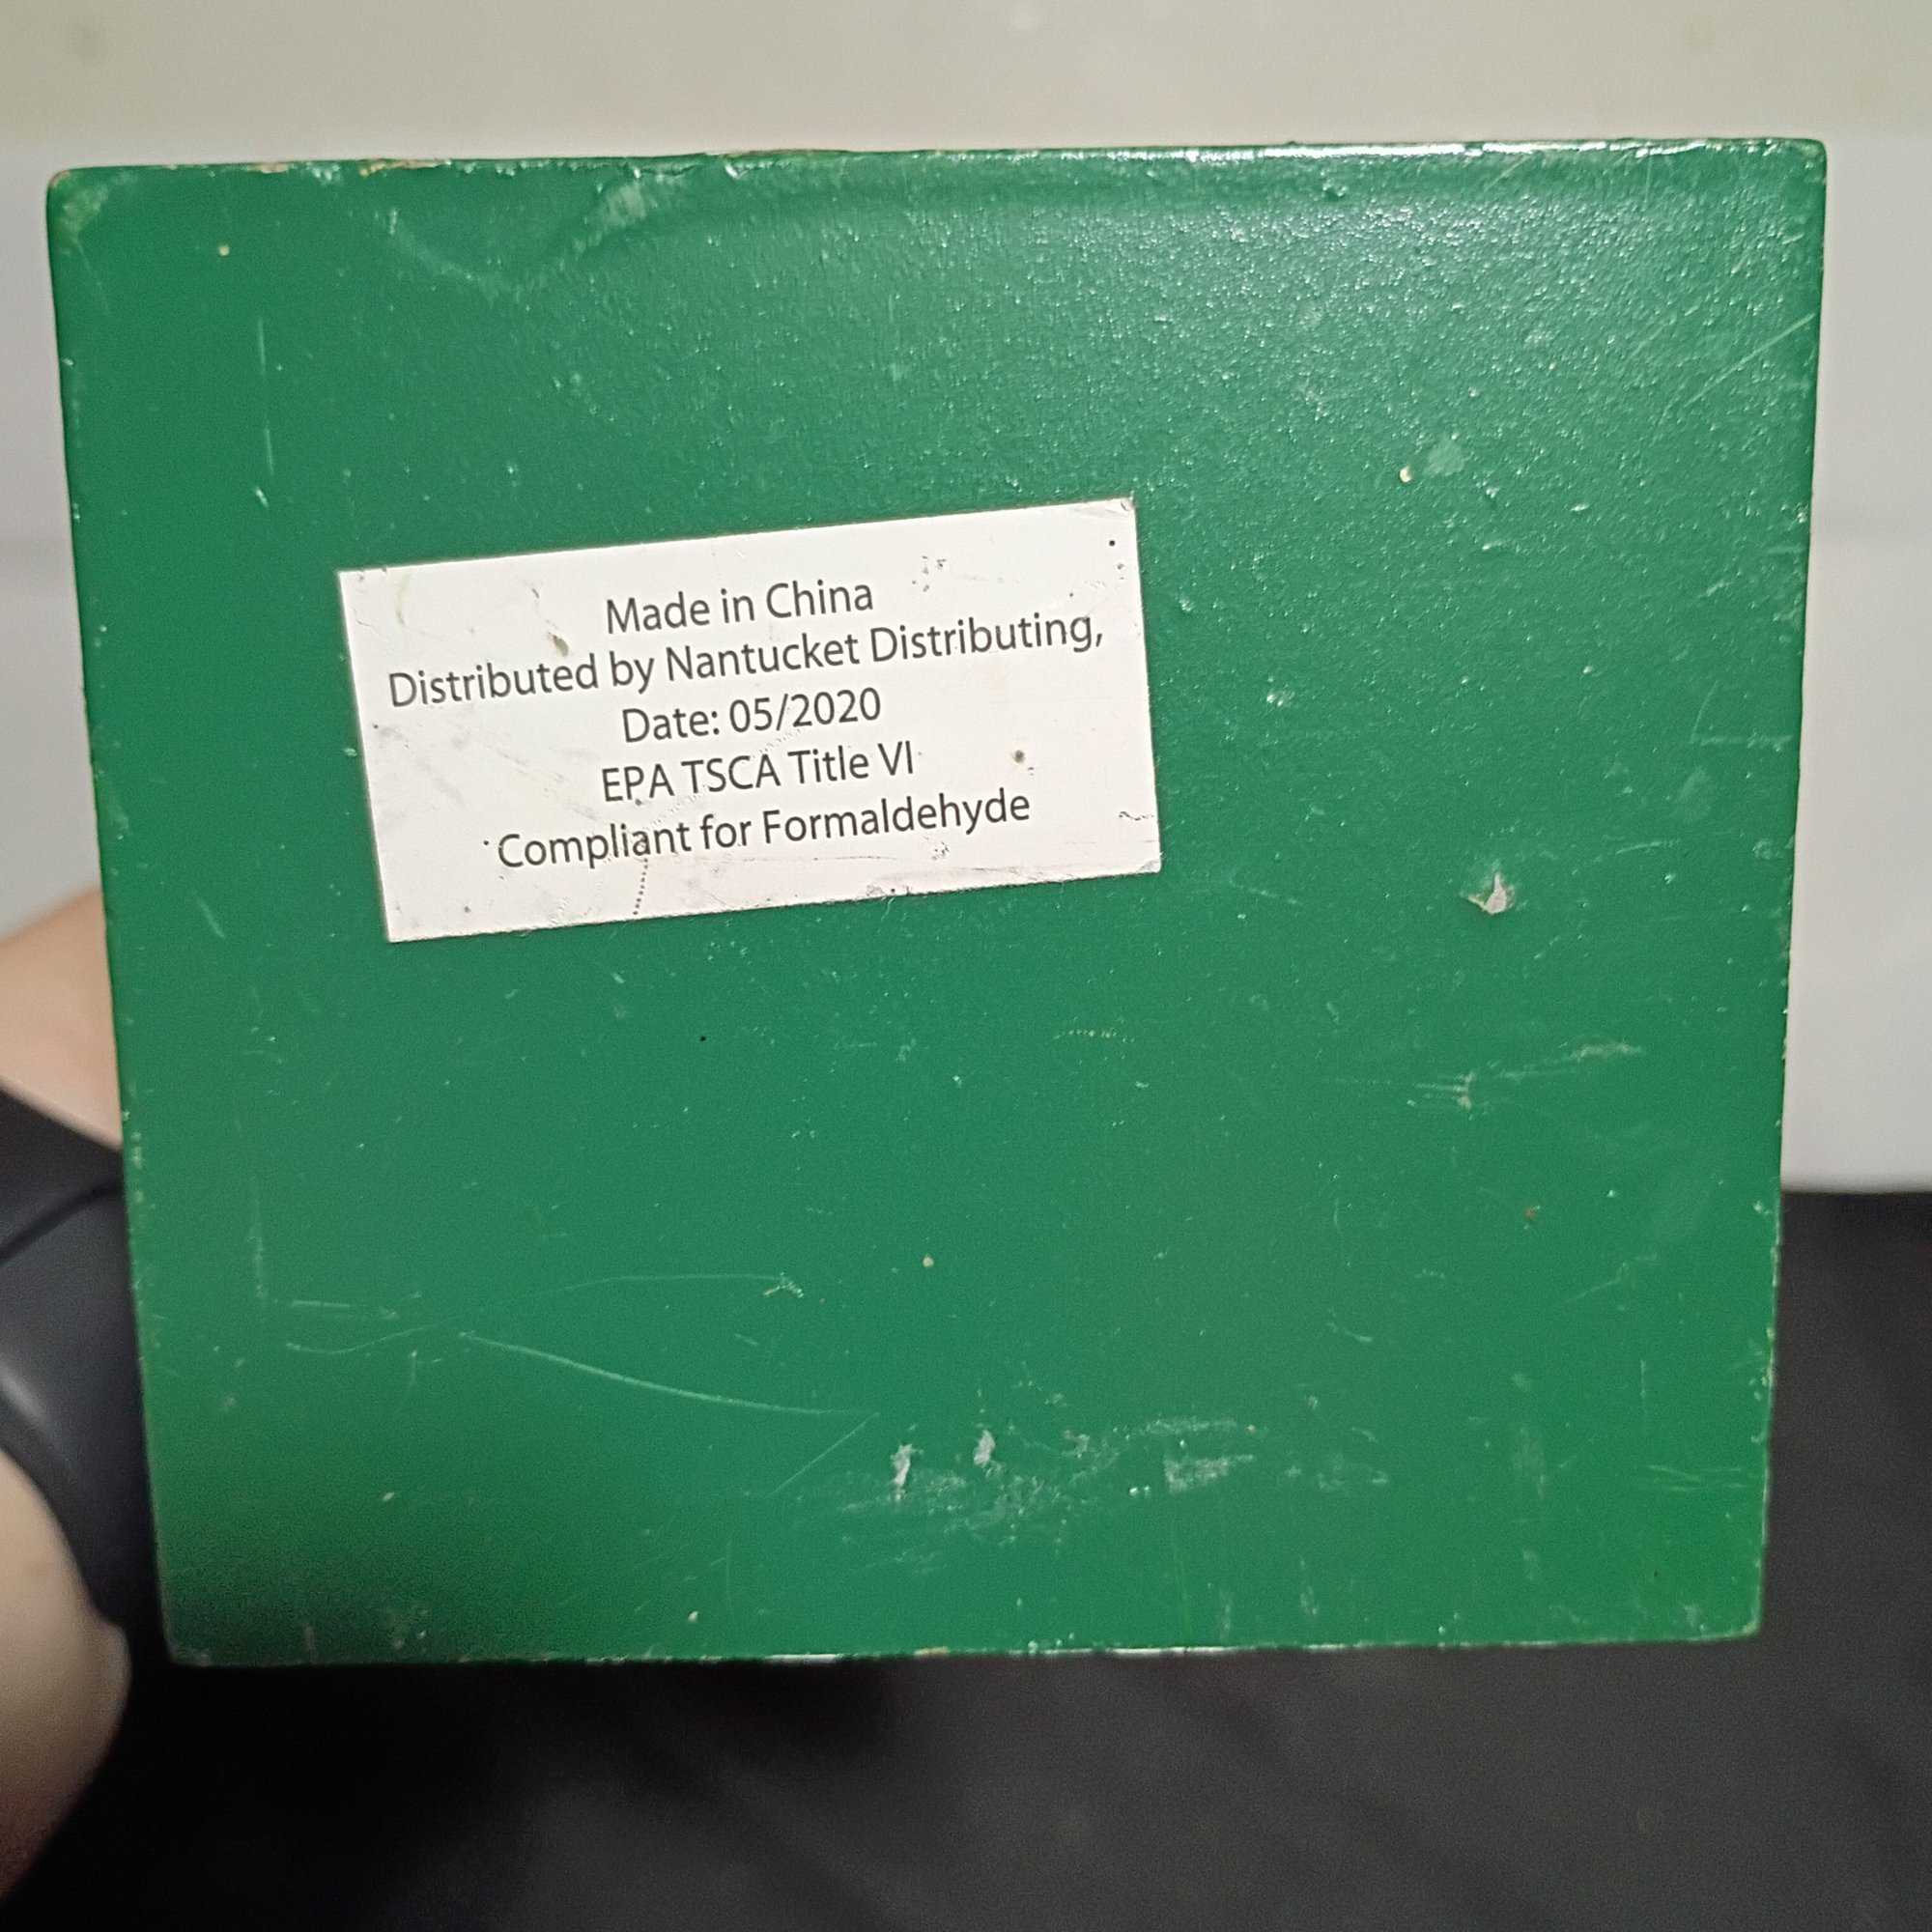 Made in China
Distributed by Nantucket Distributing,
Date: 05/2020
EPA TSCA Title VI
Compliant for Formaldehyde